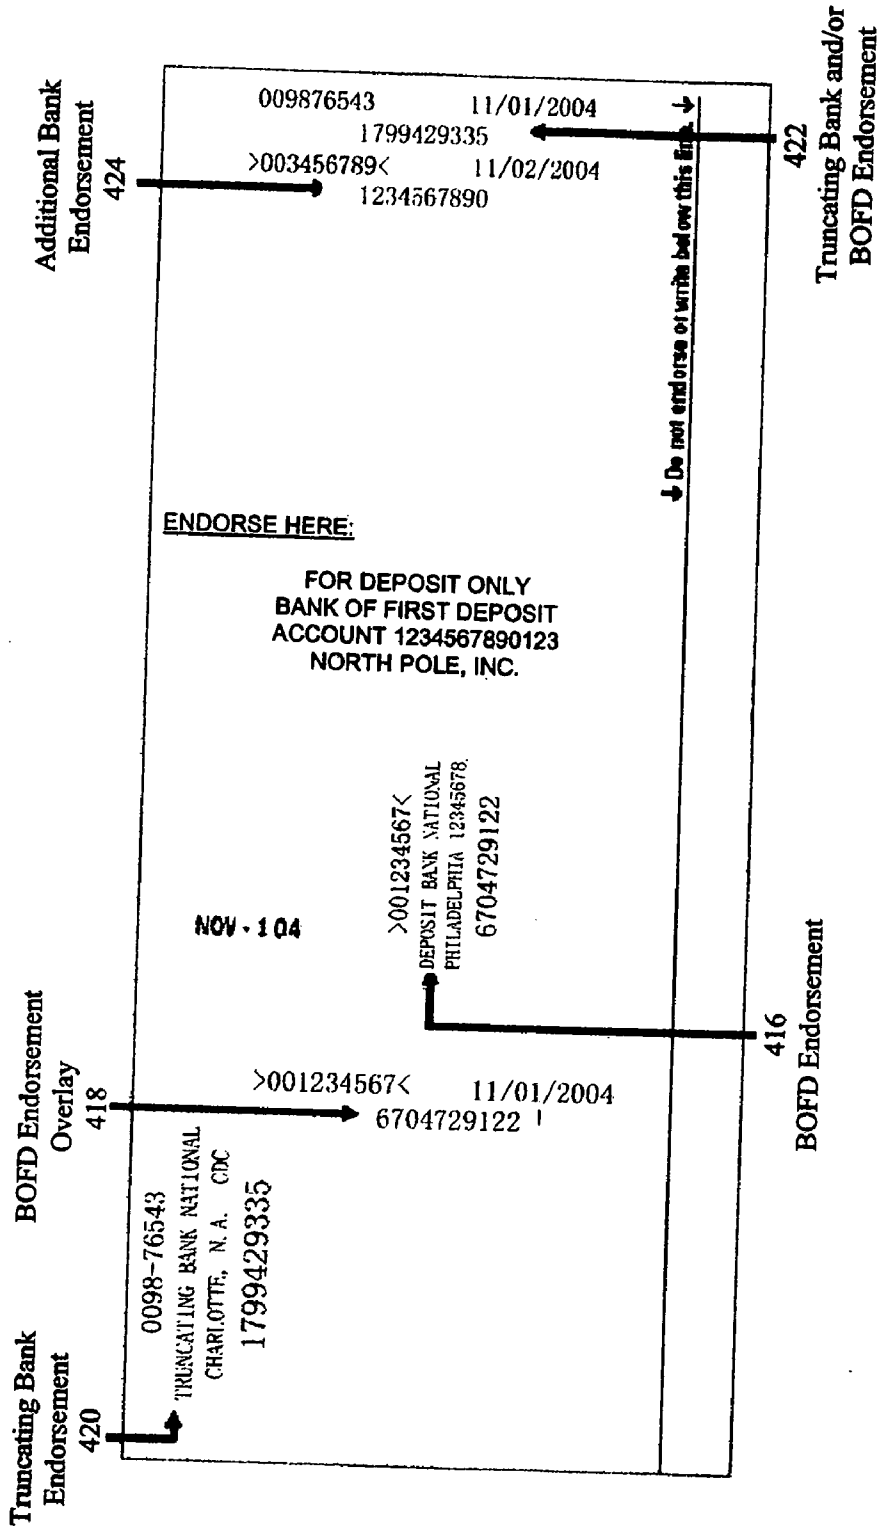 Additional Bank
Endorsement
424
009876543 11/01/2004
1799429335
>003456789< 11/02/2004
1234567890
422
Truncating Bank and/or
BOFD Endorsement
↓ Do not endorse or write below this line. ↓
ENDORSE HERE:
FOR DEPOSIT ONLY
BANK OF FIRST DEPOSIT
ACCOUNT 1234567890123
NORTH POLE, INC.
NOV - 1 04
>001234567<
DEPOSIT BANK NATIONAL
PHILADELPHIA 12345678.
6704729122
416
BOFD Endorsement
BOFD Endorsement
Overlay
418
>001234567< 11/01/2004
6704729122
0098-76543
TRUNCATING BANK NATIONAL
CHARLOTTE, N.A. CDC
1799429335
Truncating Bank
Endorsement
420